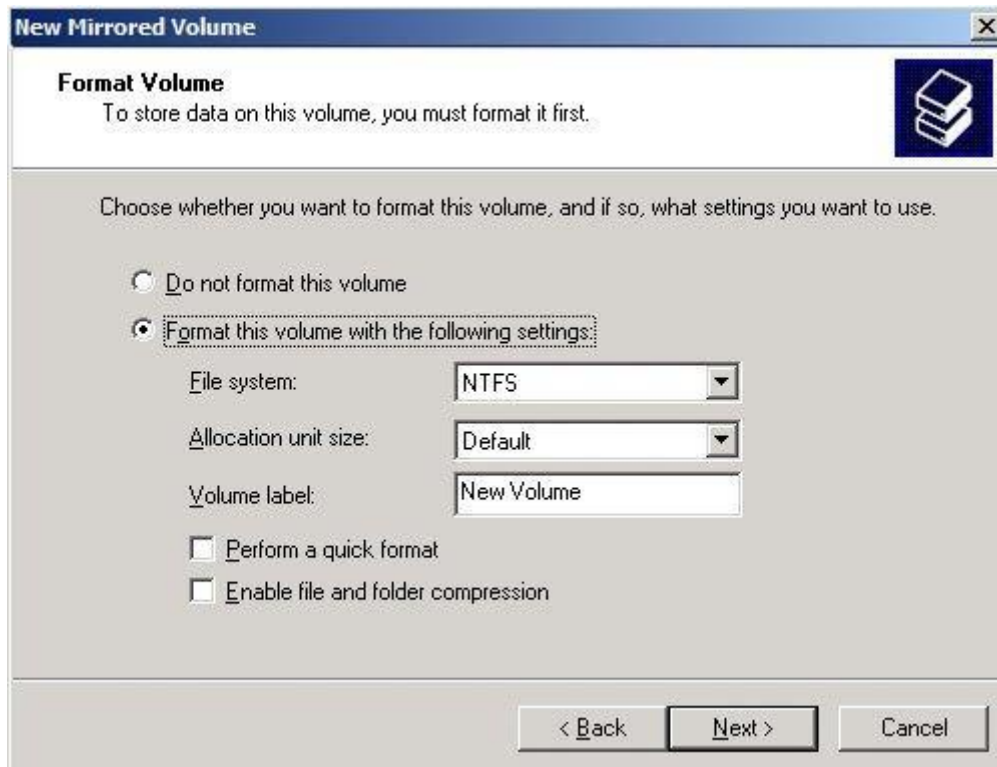 New Mirrored Volume
Format Volume
To store data on this volume, you must format it first.
Choose whether you want to format this volume, and if so, what settings you want to use.
Do not format this volume
Format this volume with the following settings:
File system: NTFS
Allocation unit size: Default
Volume label: New Volume
Perform a quick format
Enable file and folder compression
< Back Next > Cancel